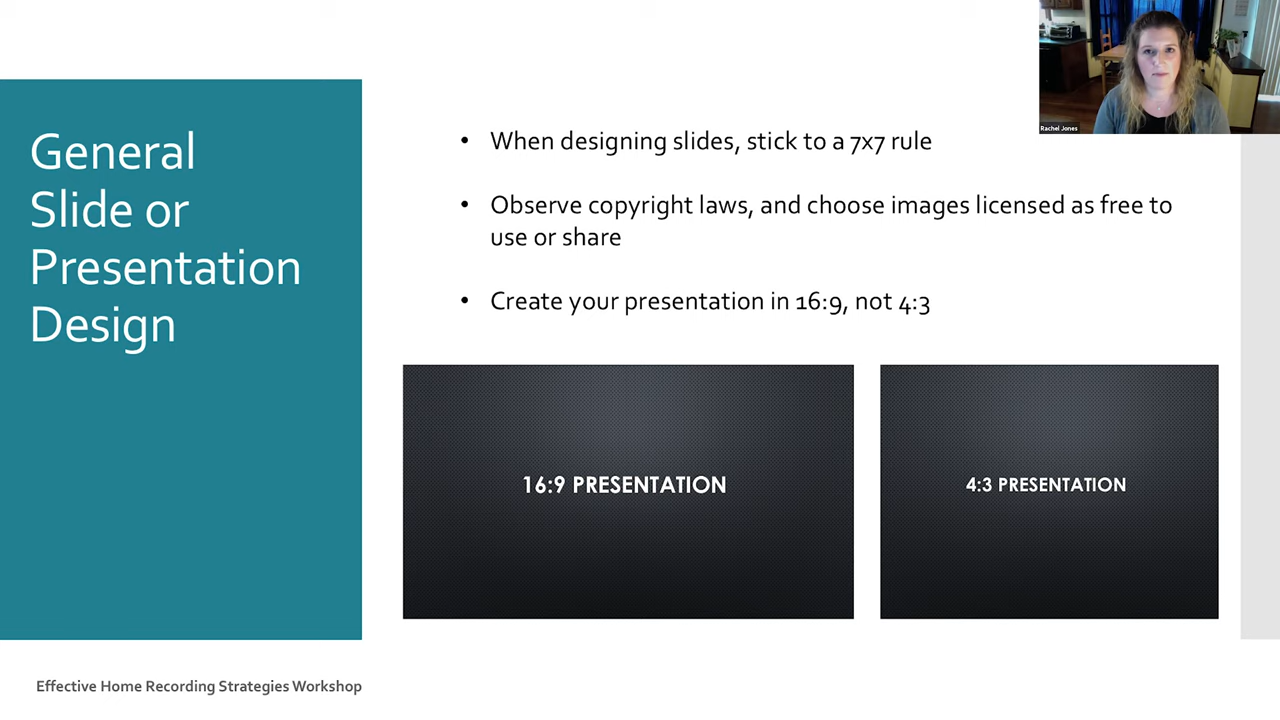 General
Slide or
Presentation
Design
• When designing slides, stick to a 7x7 rule
• Observe copyright laws, and choose images licensed as free to
use or share
• Create your presentation in 16:9, not 4:3
16:9 PRESENTATION
4:3 PRESENTATION
Rachel Jones
Effective Home Recording Strategies Workshop